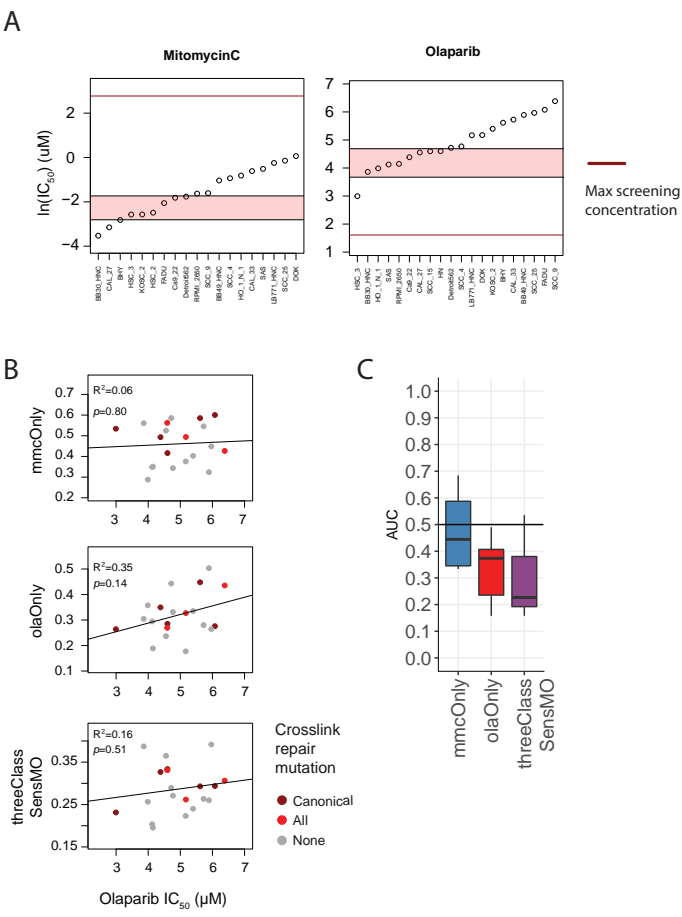 A
MitomycinC
Olaparib
ln(IC50) (uM)
2
0
−2
−4
7
6
5
4
3
2
1
BB30_HNC
CAL_27
BHY
HSC_3
KOSC_2
HSC_2
FADU
Ca9_22
Detroit562
RPMI_2650
SCC_9
BB49_HNC
SCC_4
HO_1_N_1
CAL_33
SAS
LB771_HNC
SCC_25
DOK
HSC_3
BB30_HNC
HO_1_N_1
SAS
RPMI_2650
Ca9_22
CAL_27
SCC_15
HN
Detroit562
SCC_4
LB771_HNC
DOK
KOSC_2
BHY
CAL_33
BB49_HNC
SCC_25
FADU
SCC_9
Max screening
concentration
B
mmcOnly
R²=0.06
p=0.80
0.7
0.6
0.5
0.4
0.3
0.2
3 4 5 6 7
olaOnly
R²=0.35
p=0.14
0.5
0.4
0.3
0.2
0.1
3 4 5 6 7
threeClass
SensMO
R²=0.16
p=0.51
0.35
0.25
0.15
3 4 5 6 7
Olaparib IC50 (µM)
Crosslink
repair
mutation
Canonical
All
None
C
AUC
1.0
0.9
0.8
0.7
0.6
0.5
0.4
0.3
0.2
0.1
0.0
mmcOnly
olaOnly
threeClass
SensMO